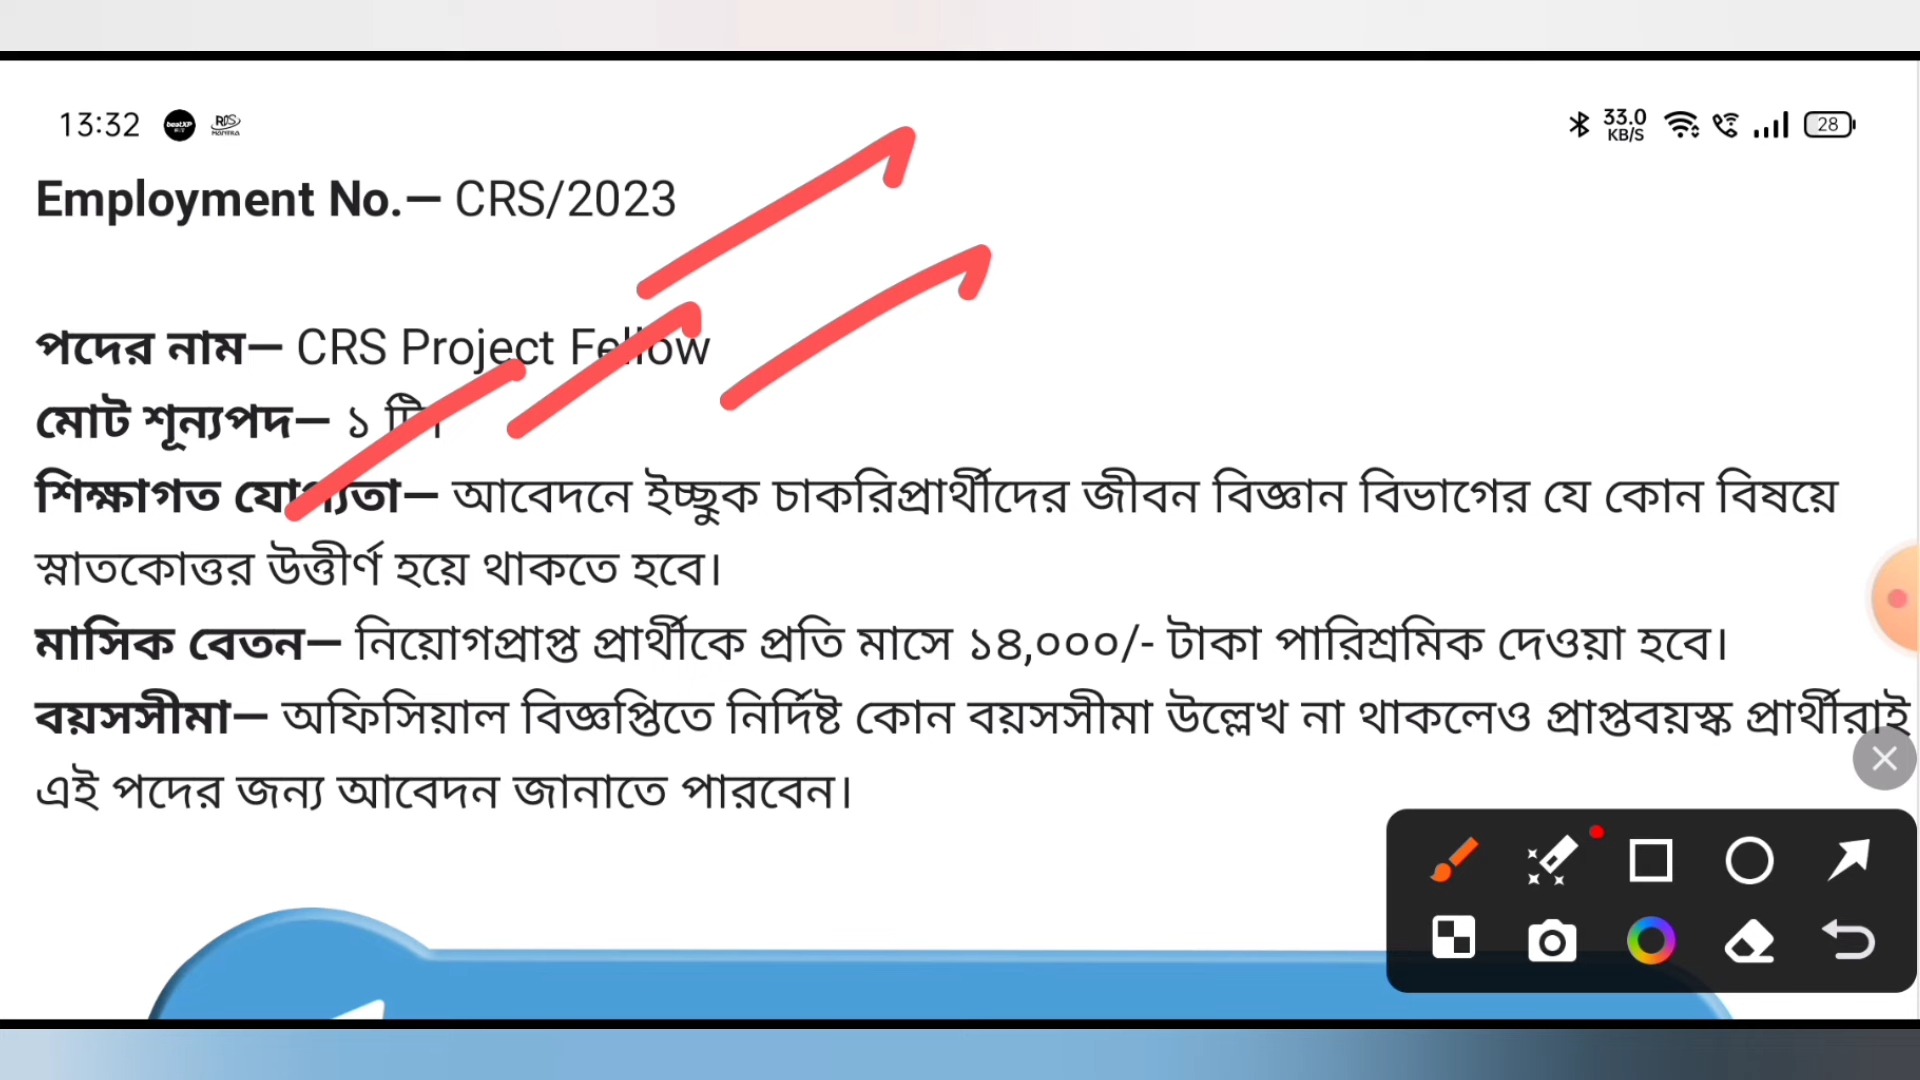 13:32
33.0
KB/S
28
Employment No.— CRS/2023
পদের নাম— CRS Project Fellow
মোট শূন্যপদ— ১ টি।
শিক্ষাগত যোগ্যতা— আবেদনে ইচ্ছুক চাকরিপ্রার্থীদের জীবন বিজ্ঞান বিভাগের যে কোন বিষয়ে
স্নাতকোত্তর উত্তীর্ণ হয়ে থাকতে হবে।
মাসিক বেতন— নিয়োগপ্রাপ্ত প্রার্থীকে প্রতি মাসে ১৪,০০০/- টাকা পারিশ্রমিক দেওয়া হবে।
বয়সসীমা— অফিসিয়াল বিজ্ঞপ্তিতে নির্দিষ্ট কোন বয়সসীমা উল্লেখ না থাকলেও প্রাপ্তবয়স্ক প্রার্থীরাই
এই পদের জন্য আবেদন জানাতে পারবেন।